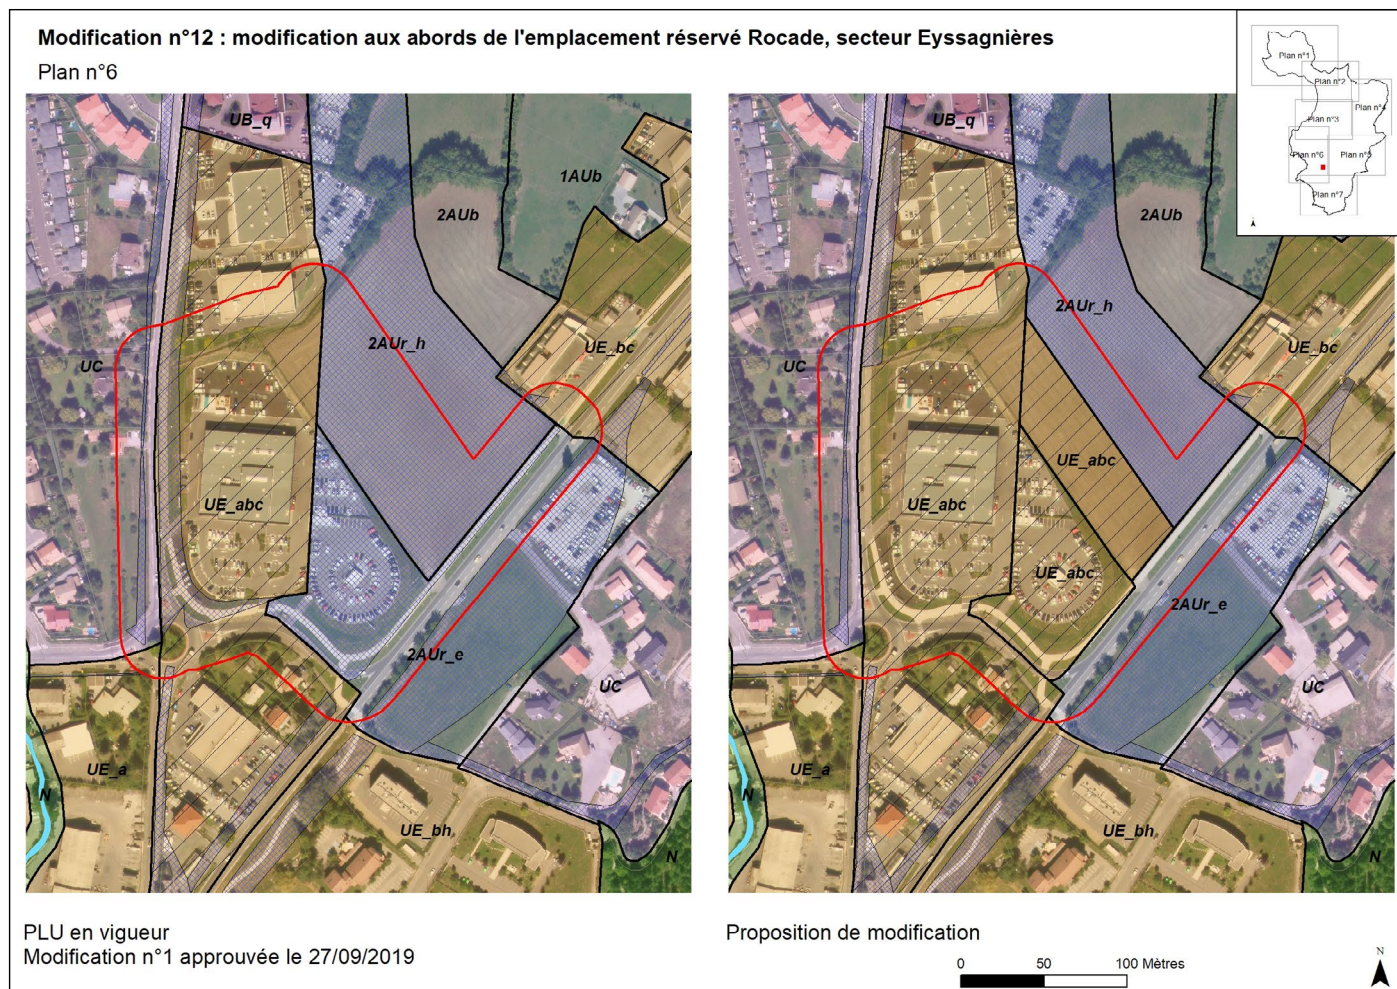 Modification n°12 : modification aux abords de l'emplacement réservé Rocade, secteur Eyssagnières
Plan n°6
Plan n°1
Plan n°2
Plan n°4
Plan n°3
Plan n°6
Plan n°7
UB_q
1AUb
2AUb
2AUr_h
UE_bc
UC
UE_abc
2AUr_e
UC
UE_a
N
UE_bh
N
UB_q
2AUb
2AUr_h
UE_bc
UC
UE_abc
UE_abc
UE_abc
2AUr_e
UC
UE_a
N
UE_bh
N
PLU en vigueur
Modification n°1 approuvée le 27/09/2019
Proposition de modification
0 50 100 Mètres
N